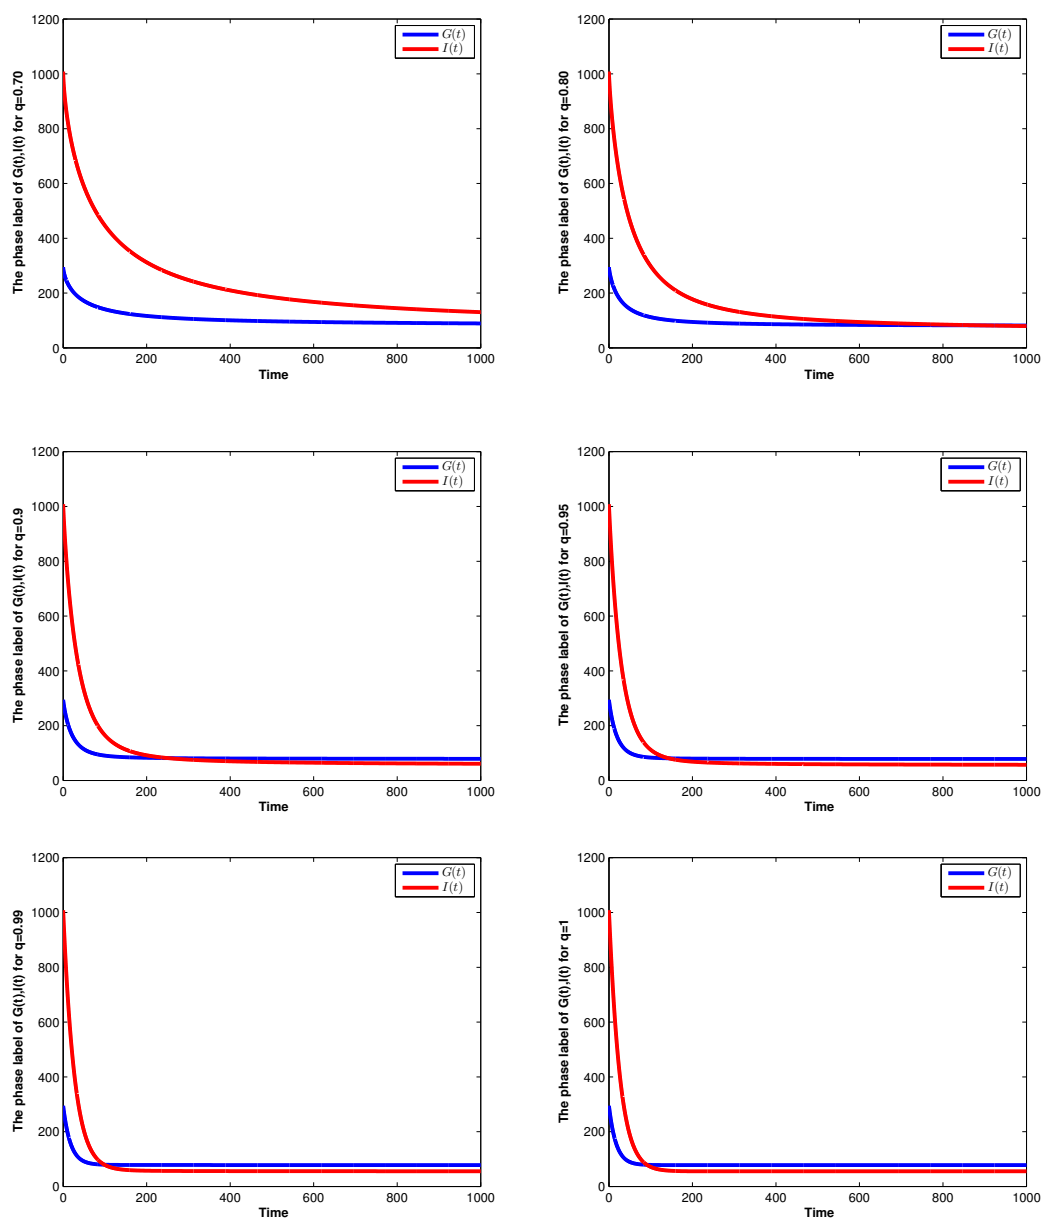 The phase label of G(t),I(t) for q=0.70
1200
1000
800
600
400
200
0
0 200 400 600 800 1000
Time
G(t)
I(t)
The phase label of G(t),I(t) for q=0.80
1200
1000
800
600
400
200
0
0 200 400 600 800 1000
Time
G(t)
I(t)
The phase label of G(t),I(t) for q=0.9
1200
1000
800
600
400
200
0
0 200 400 600 800 1000
Time
G(t)
I(t)
The phase label of G(t),I(t) for q=0.95
1200
1000
800
600
400
200
0
0 200 400 600 800 1000
Time
G(t)
I(t)
The phase label of G(t),I(t) for q=0.99
1200
1000
800
600
400
200
0
0 200 400 600 800 1000
Time
G(t)
I(t)
The phase label of G(t),I(t) for q=1
1200
1000
800
600
400
200
0
0 200 400 600 800 1000
Time
G(t)
I(t)